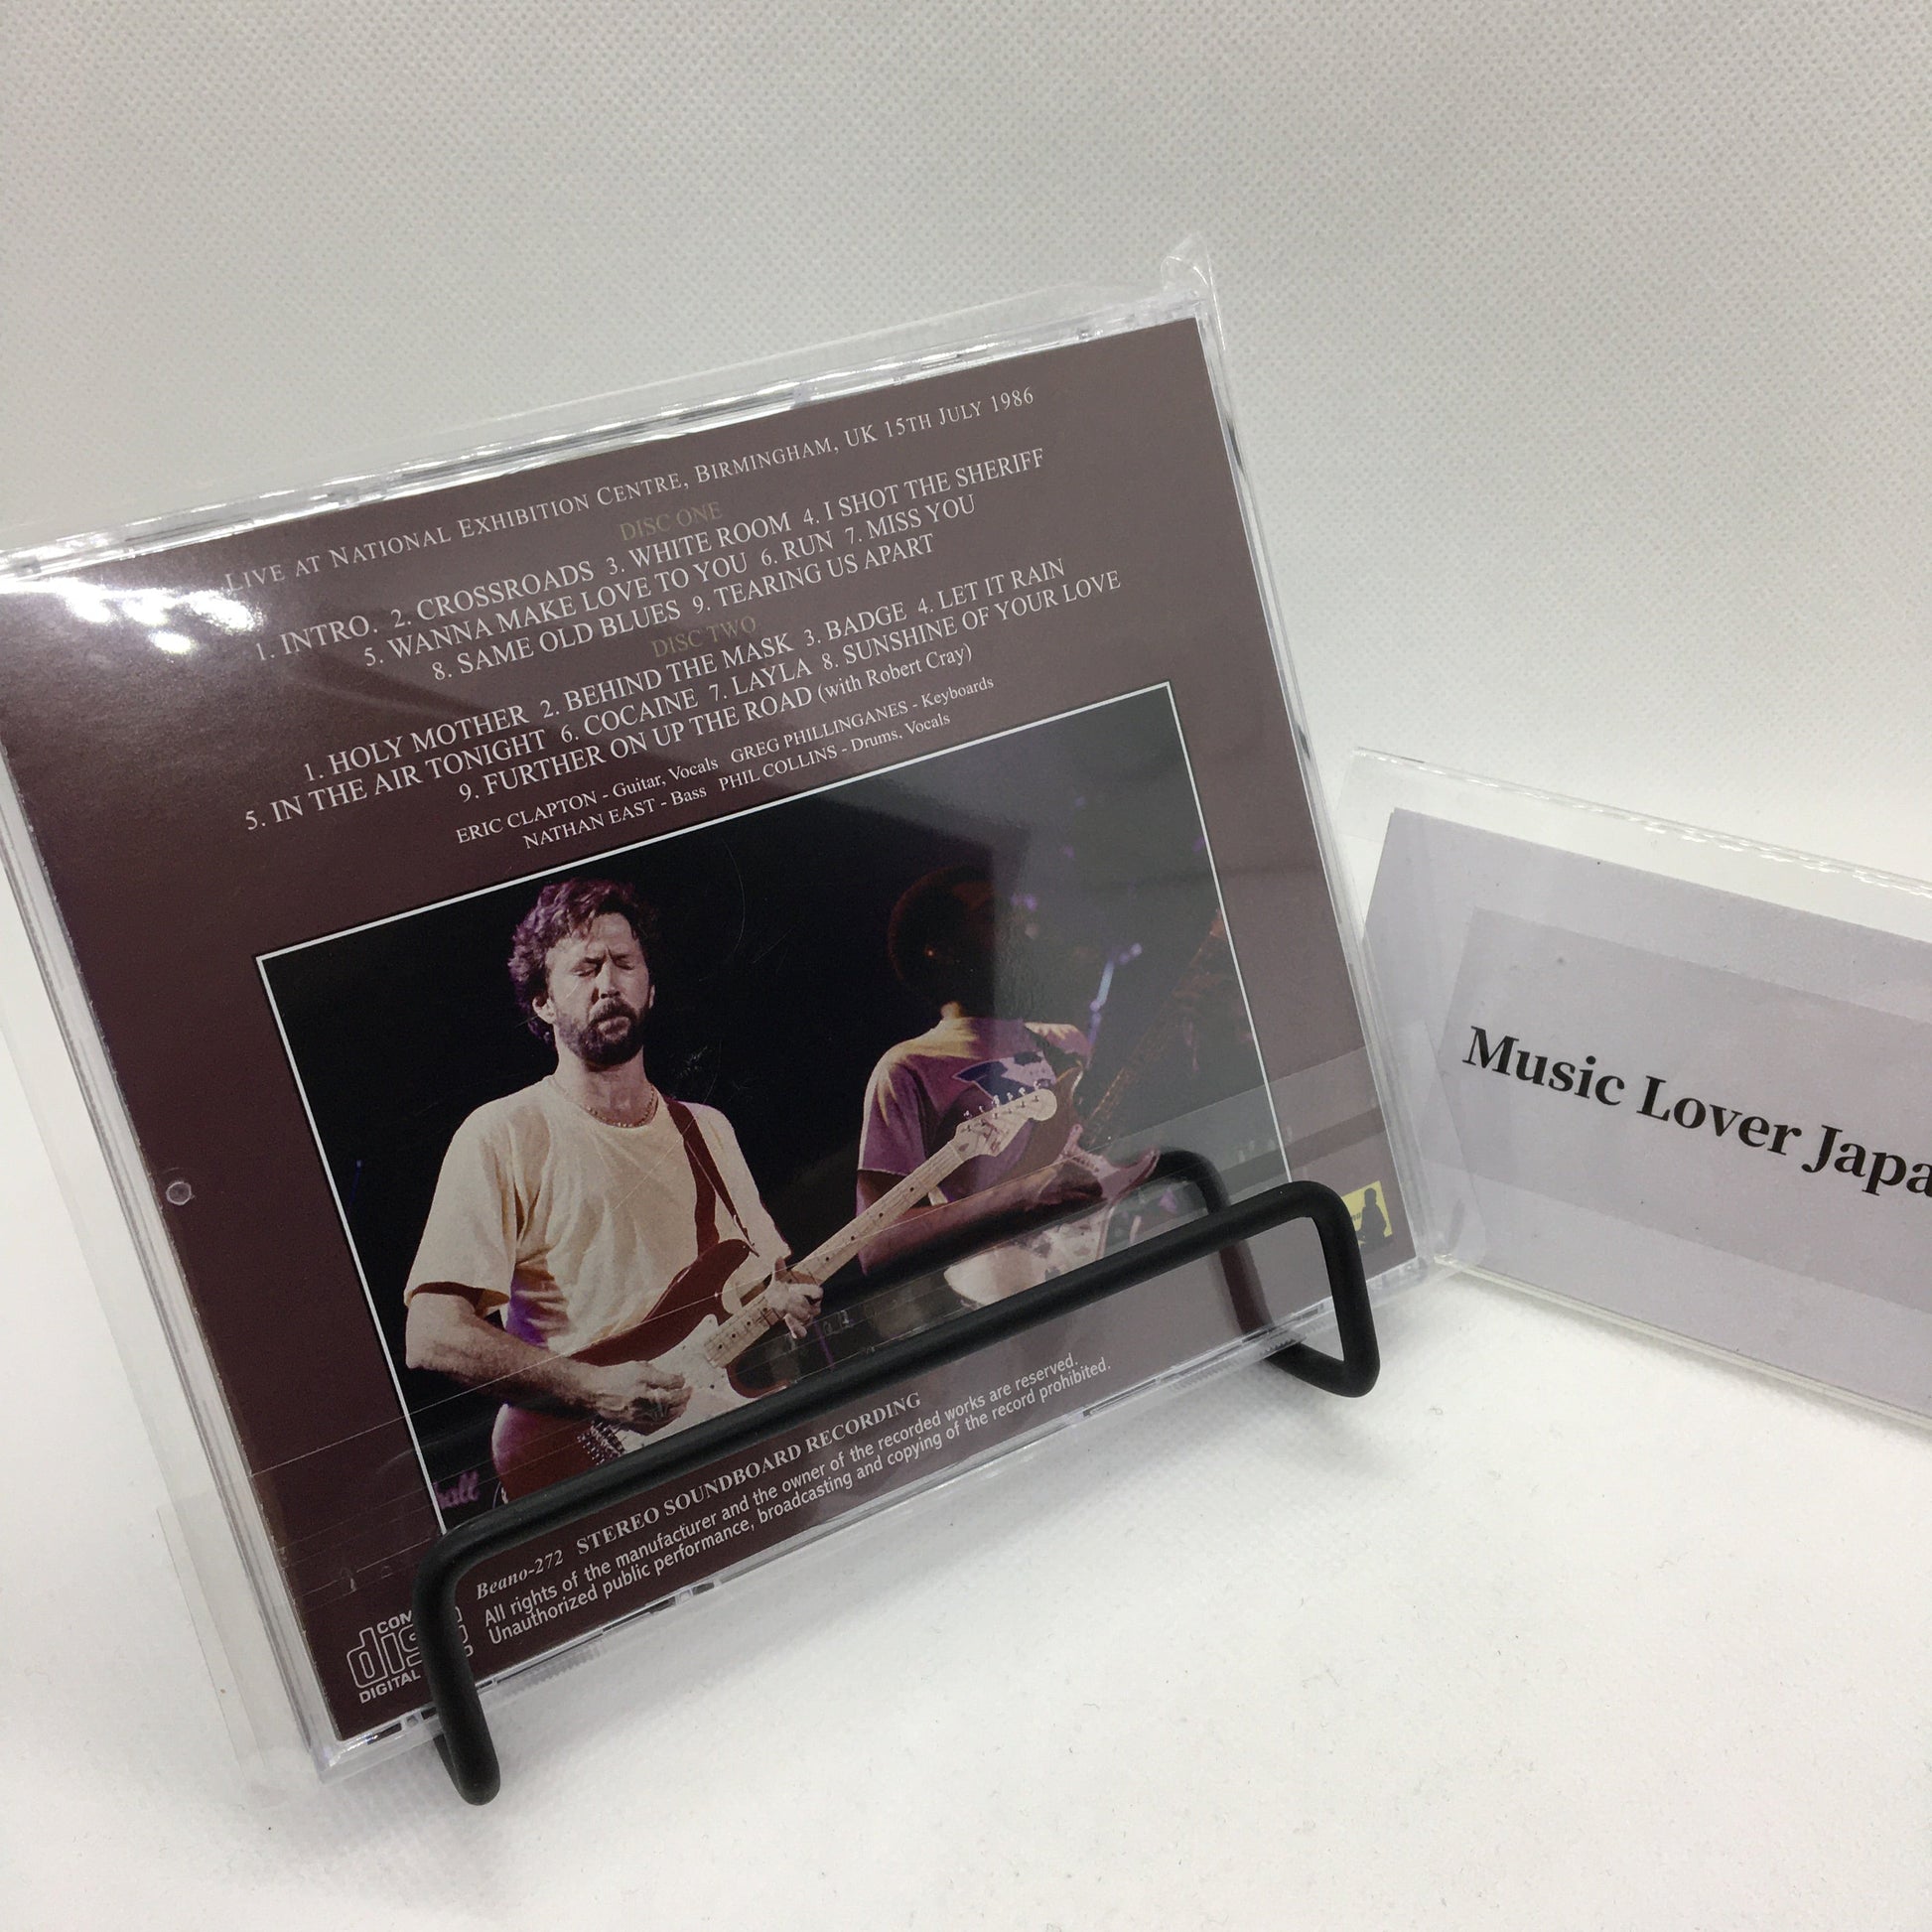 LIVE AT NATIONAL EXHIBITION CENTRE, BIRMINGHAM, UK 15TH JULY 1986
DISC ONE
1. INTRO. 2. CROSSROADS 3. WHITE ROOM 4. I SHOT THE SHERIFF
5. WANNA MAKE LOVE TO YOU 6. RUN 7. MISS YOU
8. SAME OLD BLUES 9. TEARING US APART
DISC TWO
1. HOLY MOTHER 2. BEHIND THE MASK 3. BADGE 4. LET IT RAIN
5. IN THE AIR TONIGHT 6. COCAINE 7. LAYLA 8. SUNSHINE OF YOUR LOVE
9. FURTHER ON UP THE ROAD (with Robert Cray)
ERIC CLAPTON - Guitar, Vocals GREG PHILLINGANES - Keyboards
NATHAN EAST - Bass PHIL COLLINS - Drums, Vocals
Beano-272 STEREO SOUNDBOARD RECORDING
All rights of the manufacturer and the owner of the recorded works are reserved.
Unauthorized public performance, broadcasting and copying of the record prohibited.
DIGITAL
Music Lover Japa